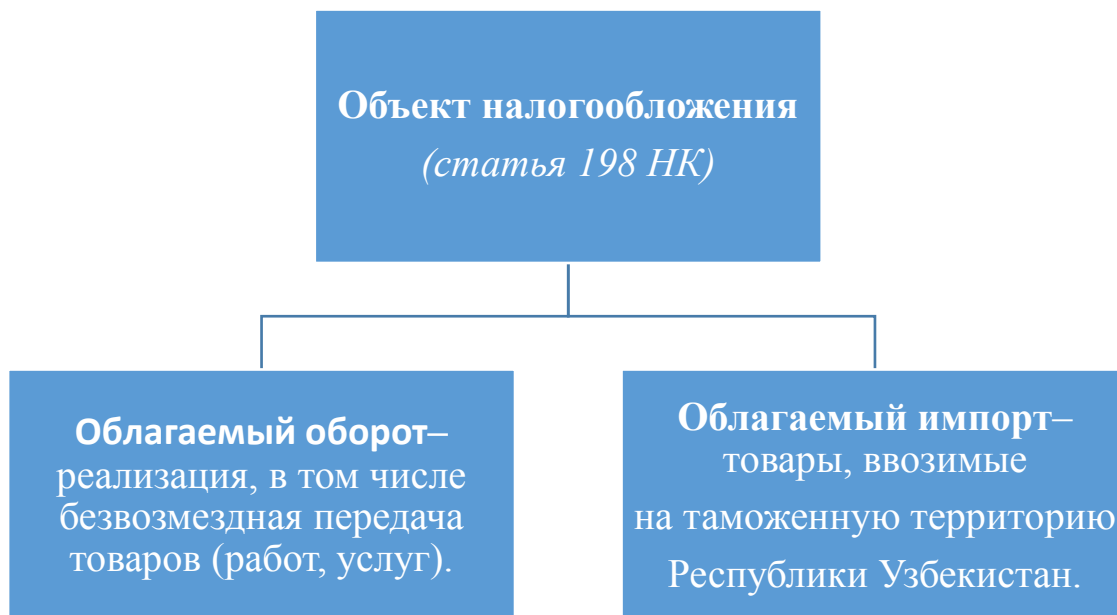 Объект налогообложения
(статья 198 НК)
Облагаемый оборот–
реализация, в том числе
безвозмездная передача
товаров (работ, услуг).
Облагаемый импорт–
товары, ввозимые
на таможенную территорию
Республики Узбекистан.